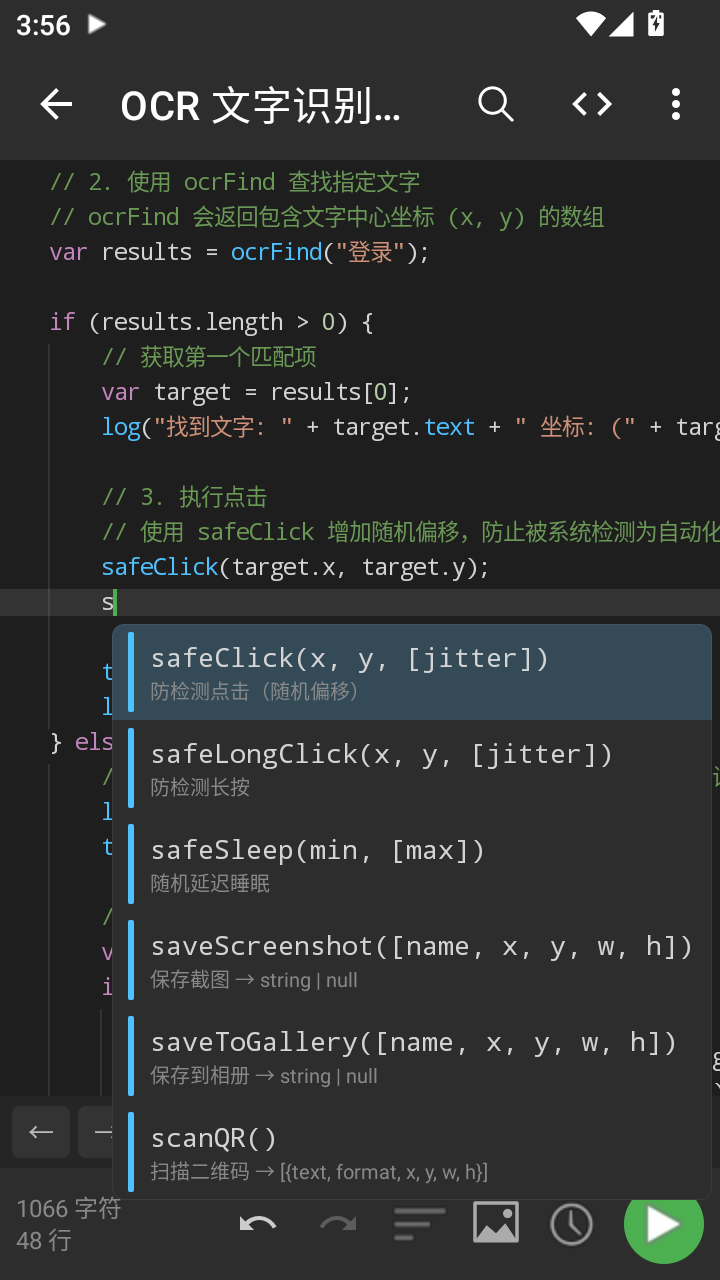 3:56
OCR 文字识别...
// 2. 使用 ocrFind 查找指定文字
// ocrFind 会返回包含文字中心坐标 (x, y) 的数组
var results = ocrFind("登录");
if (results.length > 0) {
// 获取第一个匹配项
var target = results[0];
log("找到文字: " + target.text + " 坐标: (" + targ
// 3. 执行点击
// 使用 safeClick 增加随机偏移，防止被系统检测为自动化
safeClick(target.x, target.y);
s
safeClick(x, y, [jitter])
防检测点击（随机偏移）
t
l
} els
safeLongClick(x, y, [jitter])
防检测长按
/
l
t
safeSleep(min, [max])
随机延迟睡眠
/
v
i
saveScreenshot([name, x, y, w, h])
保存截图 → string | null
saveToGallery([name, x, y, w, h])
保存到相册 → string | null
scanQR()
扫描二维码 → [{text, format, x, y, w, h}]
1066 字符
48 行